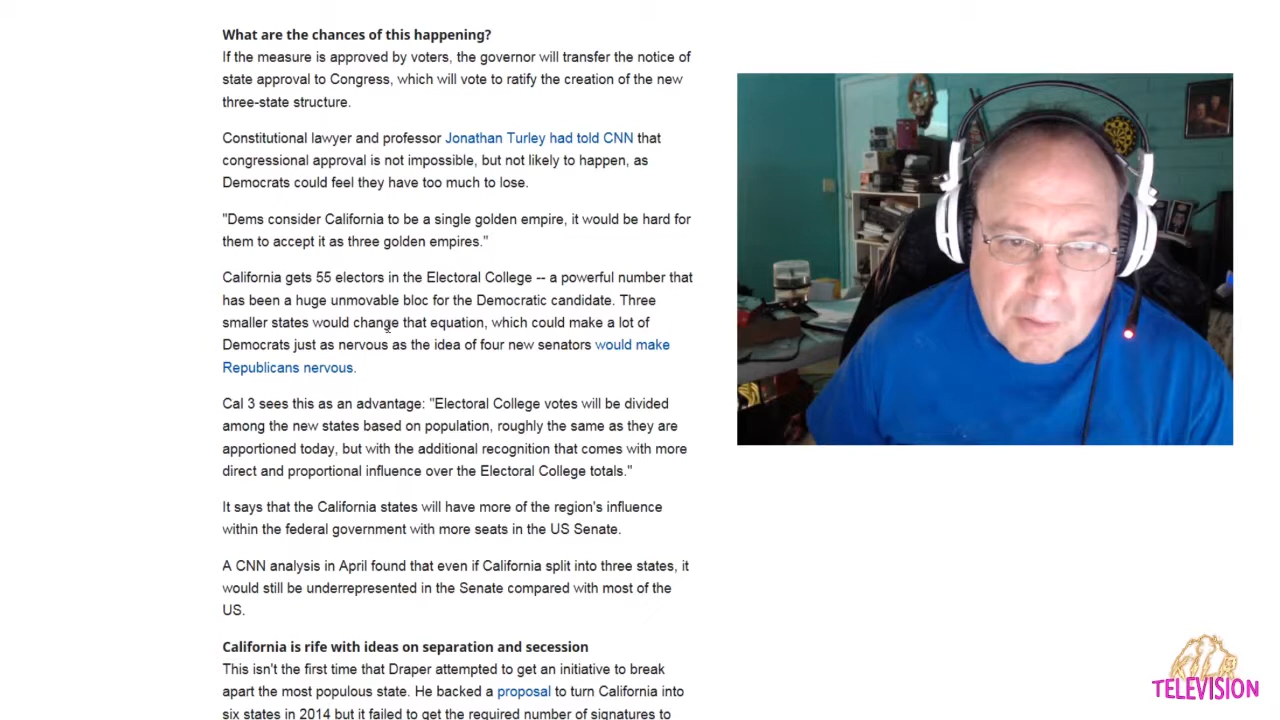 What are the chances of this happening?
If the measure is approved by voters, the governor will transfer the notice of
state approval to Congress, which will vote to ratify the creation of the new
three-state structure.
Constitutional lawyer and professor Jonathan Turley had told CNN that
congressional approval is not impossible, but not likely to happen, as
Democrats could feel they have too much to lose.
"Dems consider California to be a single golden empire, it would be hard for
them to accept it as three golden empires."
California gets 55 electors in the Electoral College -- a powerful number that
has been a huge unmovable bloc for the Democratic candidate. Three
smaller states would change that equation, which could make a lot of
Democrats just as nervous as the idea of four new senators would make
Republicans nervous.
Cal 3 sees this as an advantage: "Electoral College votes will be divided
among the new states based on population, roughly the same as they are
apportioned today, but with the additional recognition that comes with more
direct and proportional influence over the Electoral College totals."
It says that the California states will have more of the region's influence
within the federal government with more seats in the US Senate.
A CNN analysis in April found that even if California split into three states, it
would still be underrepresented in the Senate compared with most of the
US.
California is rife with ideas on separation and secession
This isn't the first time that Draper attempted to get an initiative to break
apart the most populous state. He backed a proposal to turn California into
six states in 2014 but it failed to get the required number of signatures to
KILR
TELEVISION